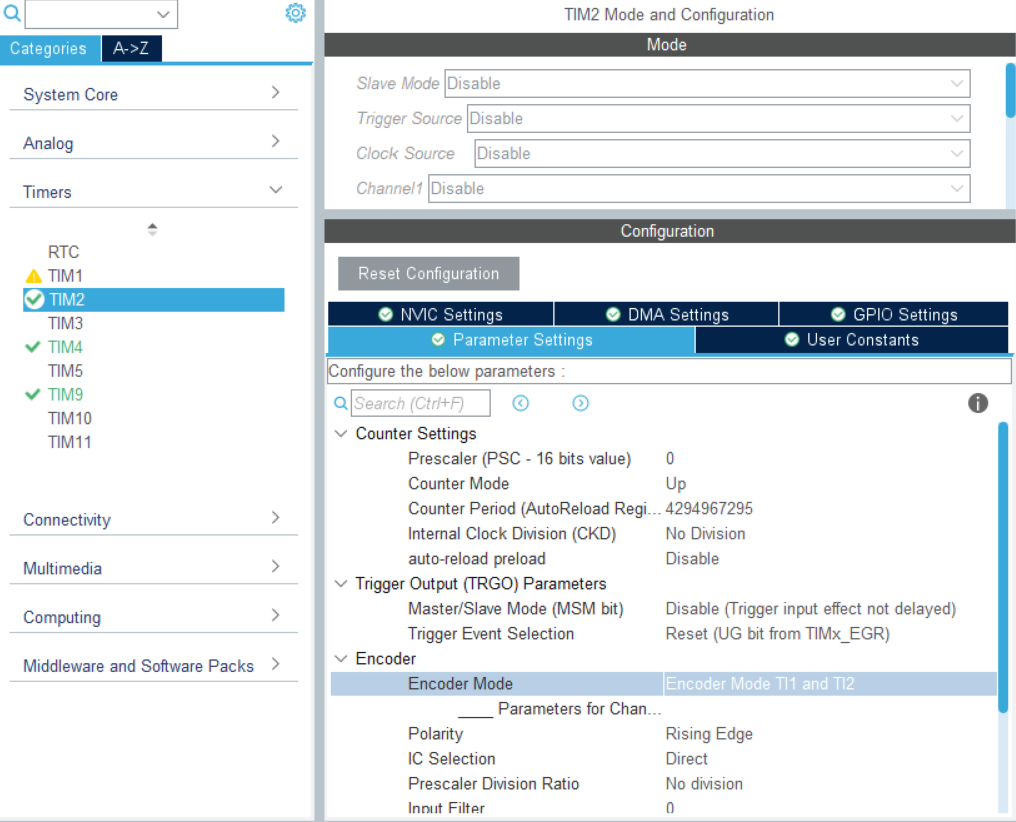 Categories
A->Z
System Core
Analog
Timers
RTC
TIM1
TIM2
TIM3
TIM4
TIM5
TIM9
TIM10
TIM11
Connectivity
Multimedia
Computing
Middleware and Software Packs
TIM2 Mode and Configuration
Mode
Slave Mode Disable
Trigger Source Disable
Clock Source Disable
Channel1 Disable
Configuration
Reset Configuration
NVIC Settings
DMA Settings
GPIO Settings
Parameter Settings
User Constants
Configure the below parameters :
Search (Ctrl+F)
Counter Settings
Prescaler (PSC - 16 bits value) 0
Counter Mode Up
Counter Period (AutoReload Regi... 4294967295
Internal Clock Division (CKD) No Division
auto-reload preload Disable
Trigger Output (TRGO) Parameters
Master/Slave Mode (MSM bit) Disable (Trigger input effect not delayed)
Trigger Event Selection Reset (UG bit from TIMx_EGR)
Encoder
Encoder Mode Encoder Mode TI1 and TI2
____ Parameters for Chan...
Polarity Rising Edge
IC Selection Direct
Prescaler Division Ratio No division
Input Filter 0